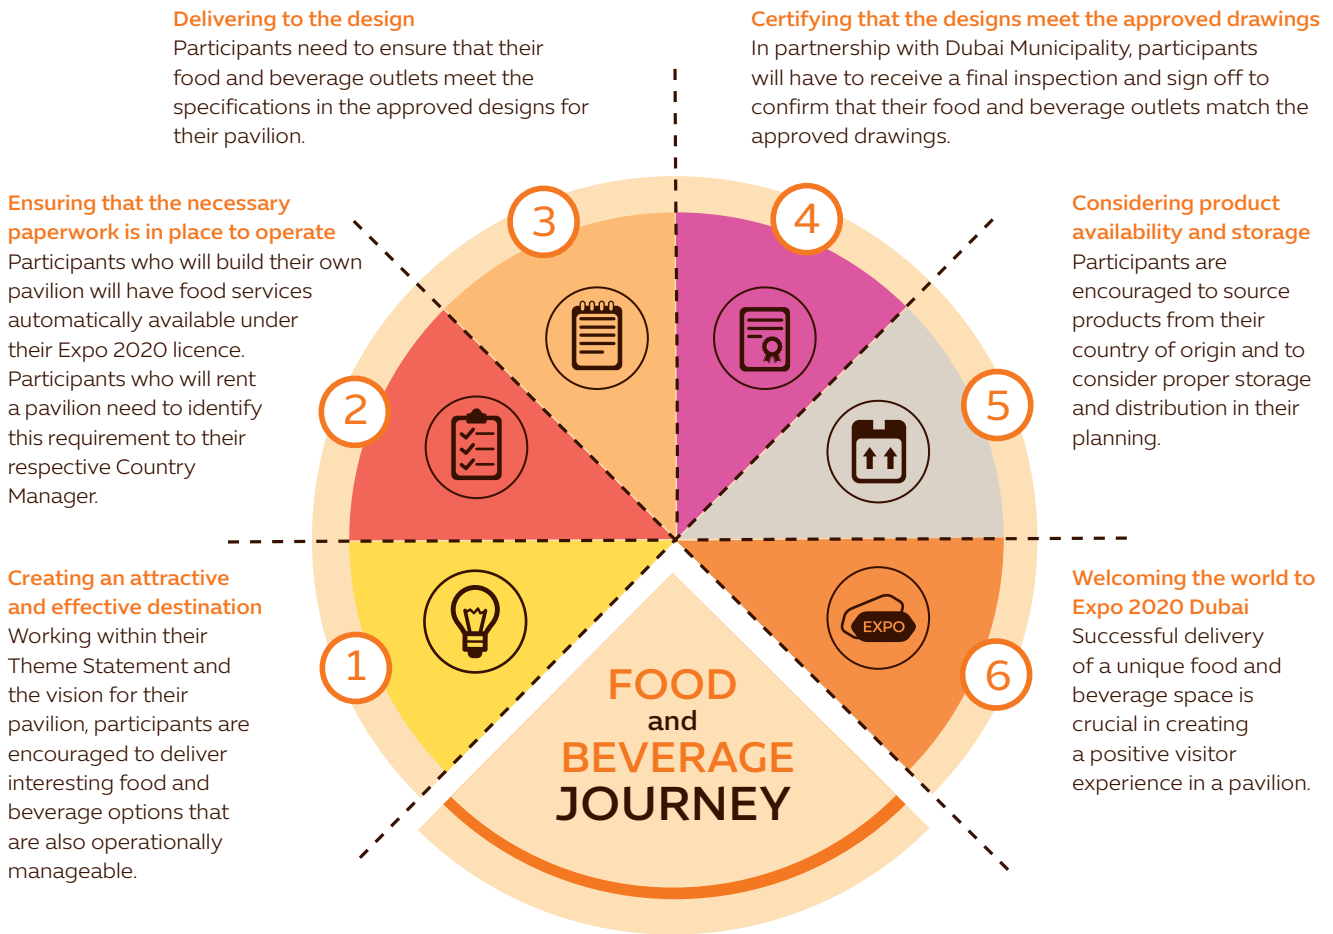 Delivering to the design
Participants need to ensure that their
food and beverage outlets meet the
specifications in the approved designs for
their pavilion.
Certifying that the designs meet the approved drawings
In partnership with Dubai Municipality, participants
will have to receive a final inspection and sign off to
confirm that their food and beverage outlets match the
approved drawings.
Ensuring that the necessary
paperwork is in place to operate
Participants who will build their own
pavilion will have food services
automatically available under
their Expo 2020 licence.
Participants who will rent
a pavilion need to identify
this requirement to their
respective Country
Manager.
3
4
Considering product
availability and storage
Participants are
encouraged to source
products from their
country of origin and to
consider proper storage
and distribution in their
planning.
2
5
Creating an attractive
and effective destination
Working within their
Theme Statement and
the vision for their
pavilion, participants are
encouraged to deliver
interesting food and
beverage options that
are also operationally
manageable.
1
EXPO
6
Welcoming the world to
Expo 2020 Dubai
Successful delivery
of a unique food and
beverage space is
crucial in creating
a positive visitor
experience in a pavilion.
FOOD
and
BEVERAGE
JOURNEY